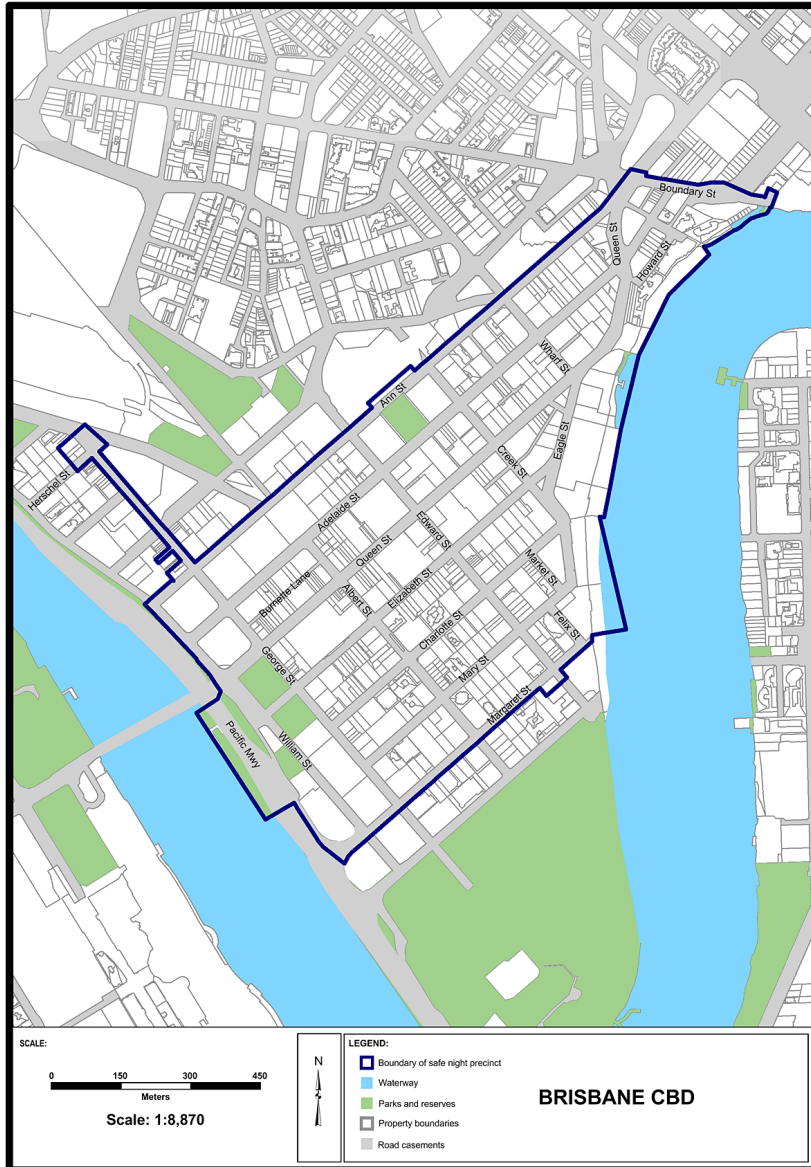 Boundary St
Queen St
Howard St
Wharf St
Ann St
Eagle St
Creek St
Herschel St
Adelaide St
Edward St
Queen St
Market St
Burnette Lane
Albert St
Elizabeth St
Felix St
Charlotte St
George St
Mary St
Margaret St
Pacific Mwy
William St
SCALE:
0 150 300 450
Meters
Scale: 1:8,870
N
LEGEND:
Boundary of safe night precinct
Waterway
Parks and reserves
Property boundaries
Road casements
BRISBANE CBD